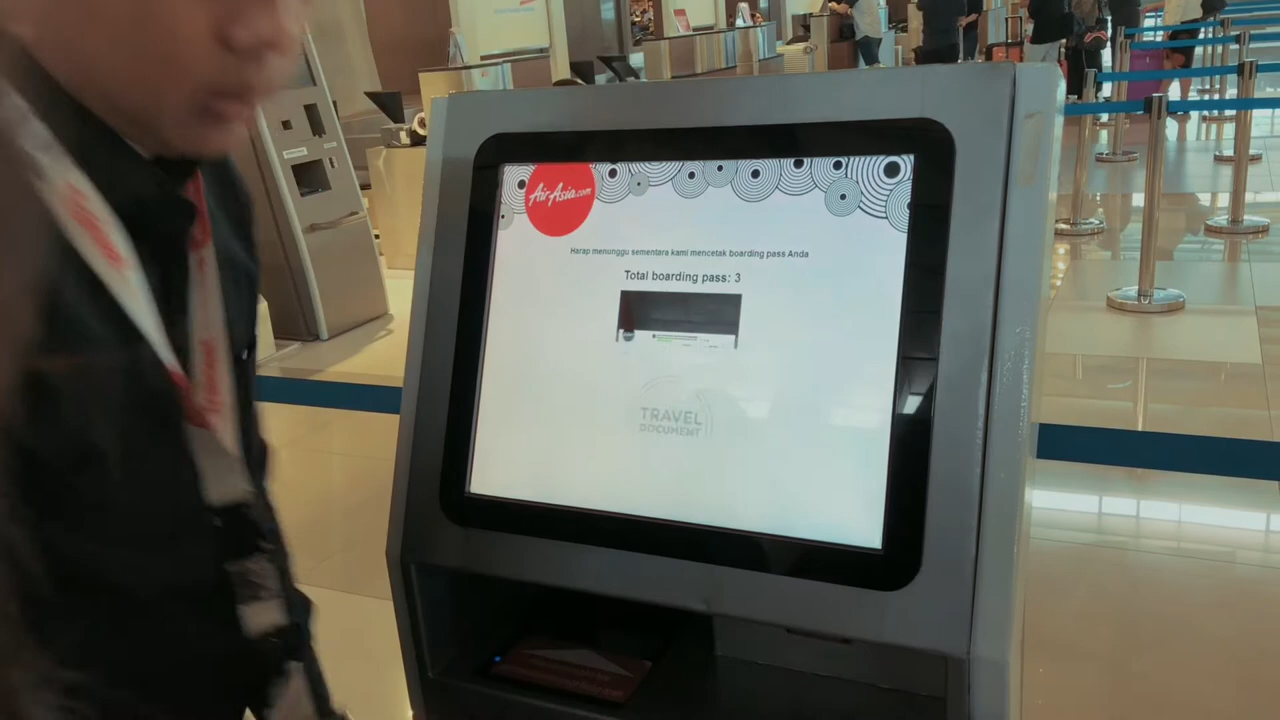 AirAsia.com
Harap menunggu sementara kami mencetak boarding pass Anda
Total boarding pass: 3
TRAVEL
DOCUMENT